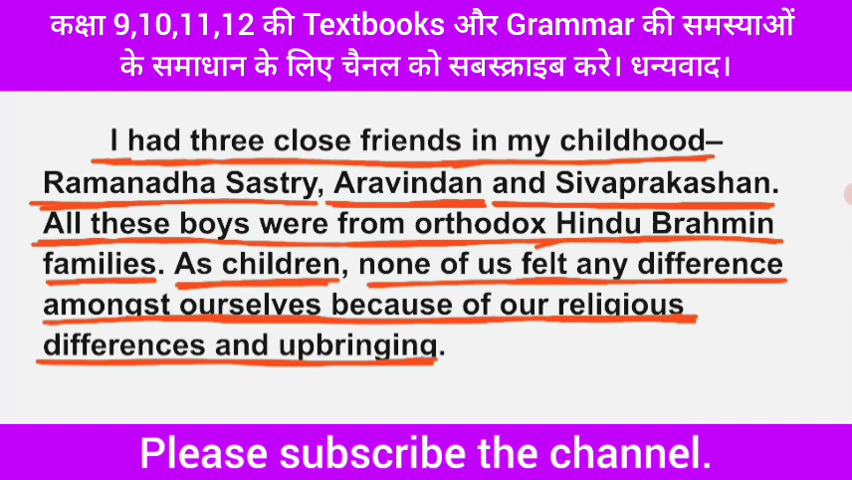 कक्षा 9,10,11,12 की Textbooks और Grammar की समस्याओं
के समाधान के लिए चैनल को सबस्क्राइब करे। धन्यवाद।
I had three close friends in my childhood–
Ramanadha Sastry, Aravindan and Sivaprakashan.
All these boys were from orthodox Hindu Brahmin
families. As children, none of us felt any difference
amongst ourselves because of our religious
differences and upbringing.
Please subscribe the channel.